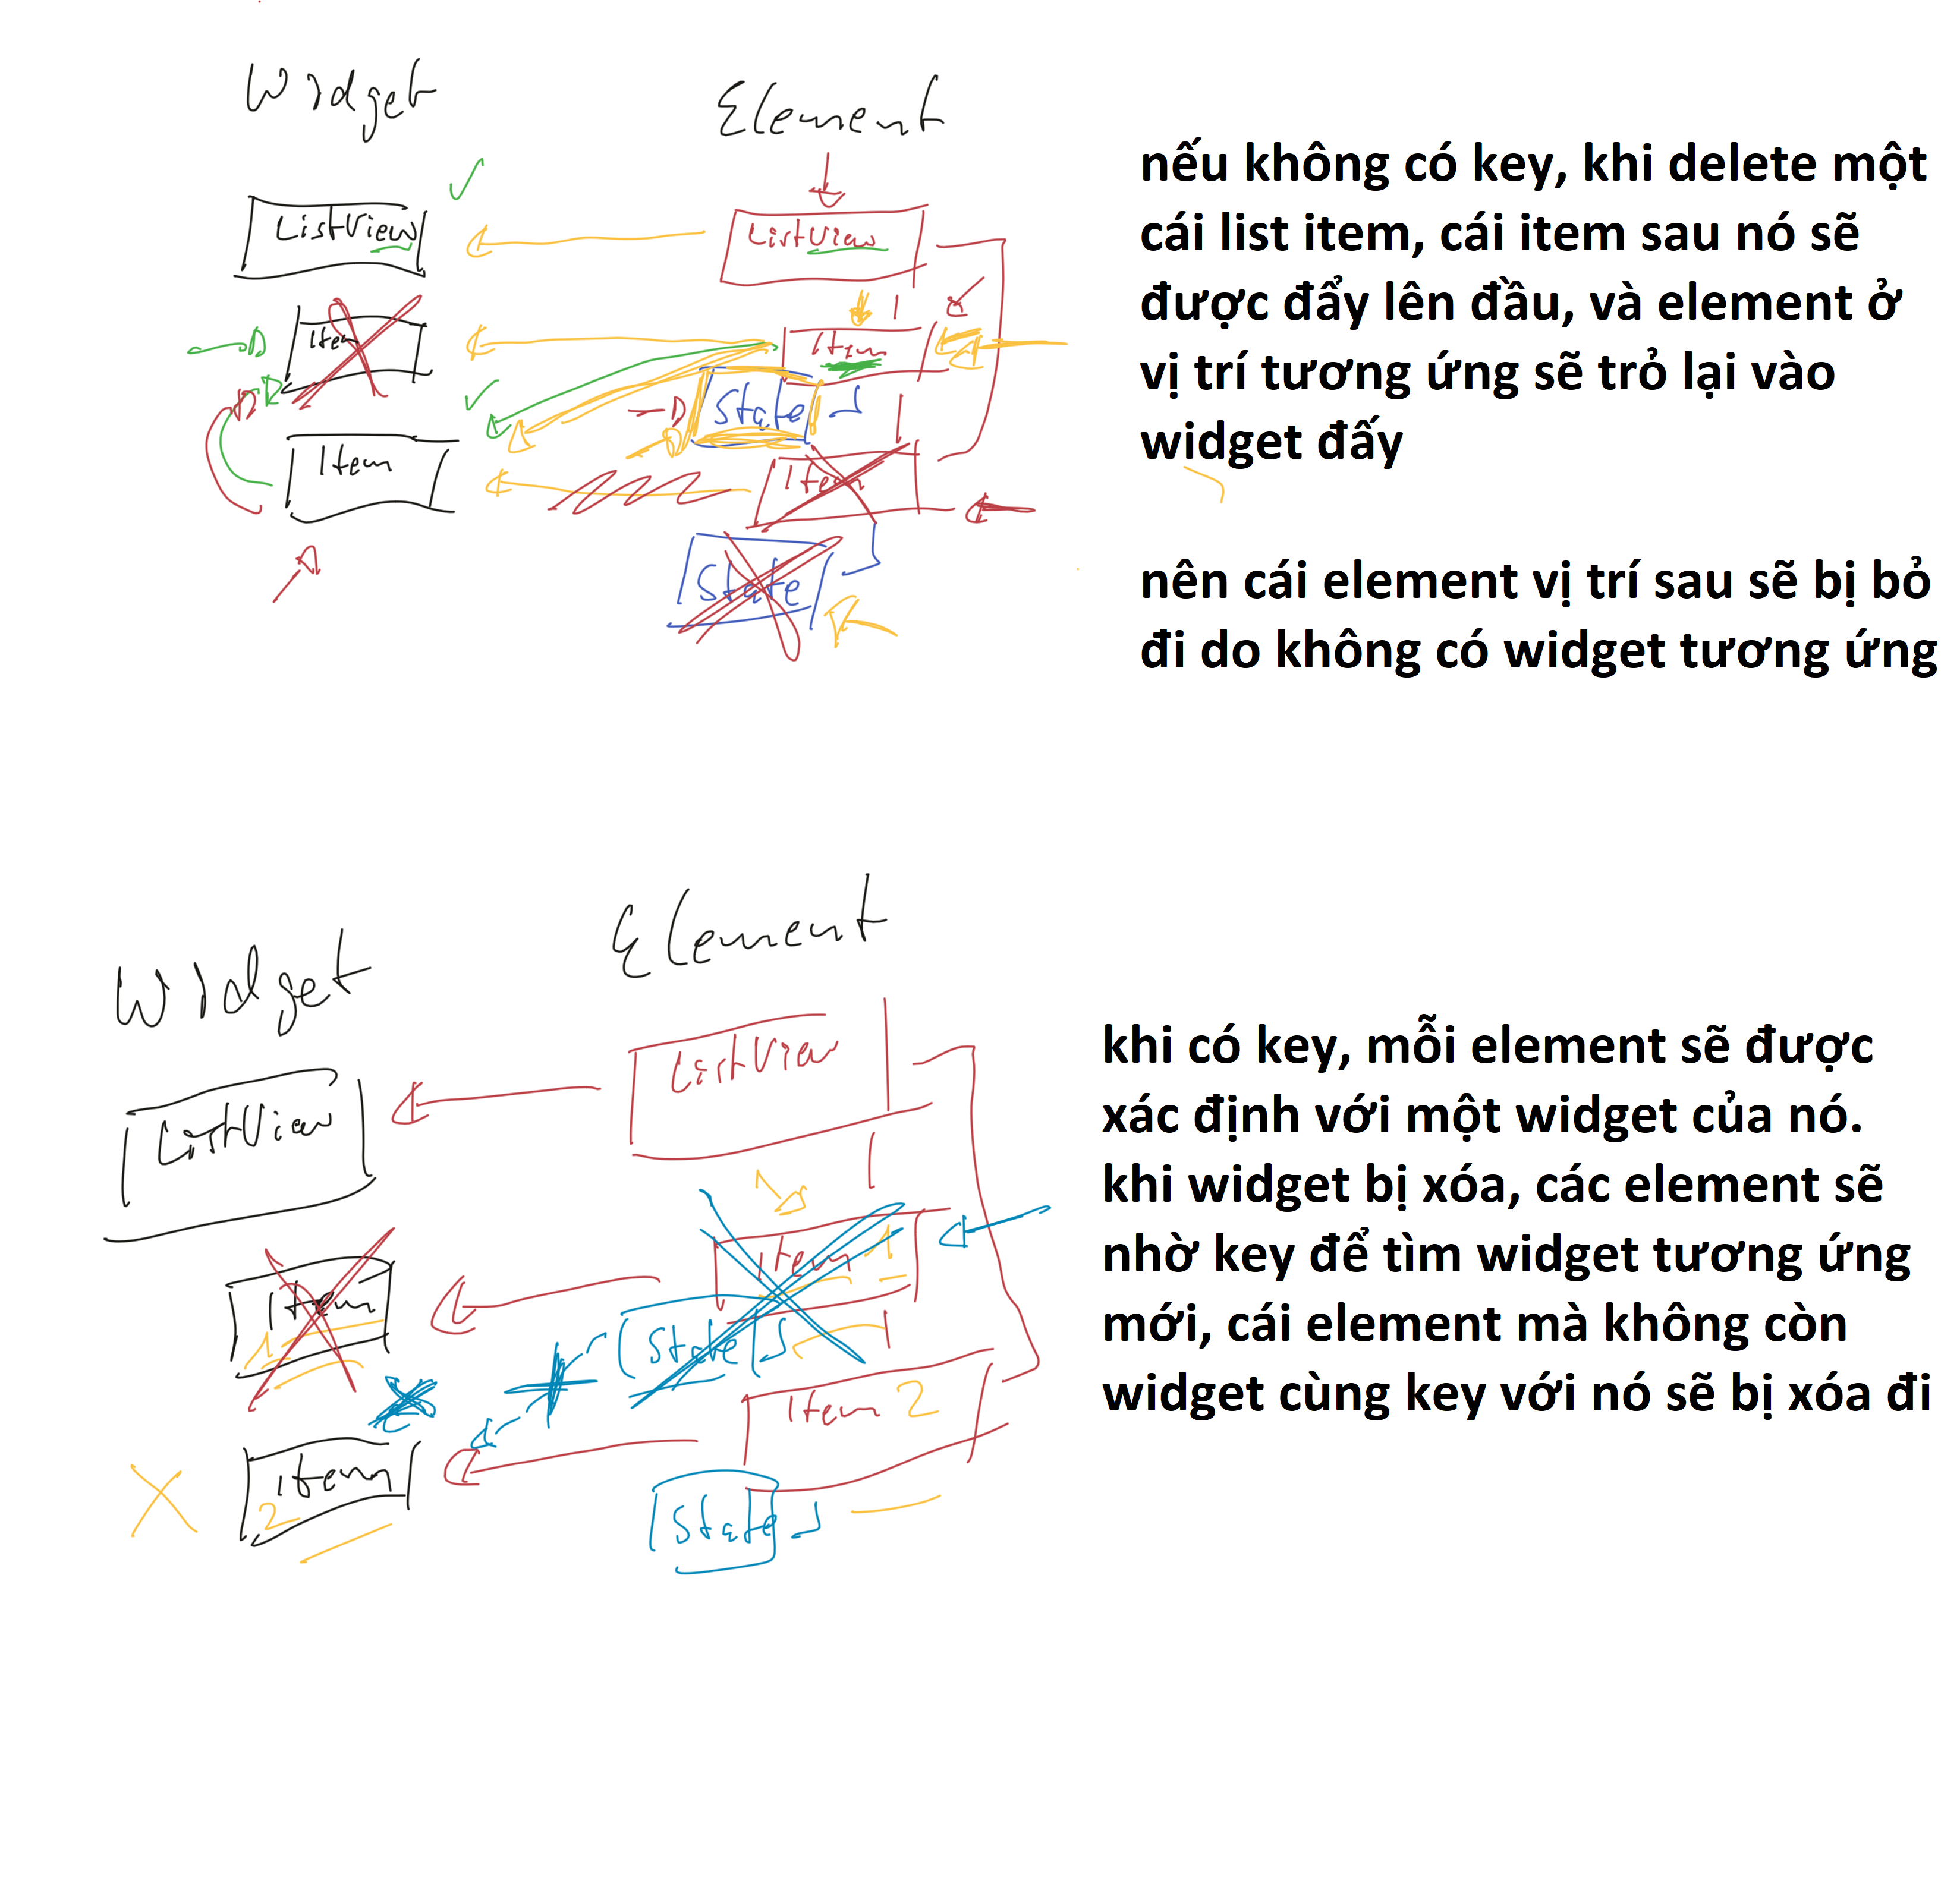 Widget
Element
nếu không có key, khi delete một
cái list item, cái item sau nó sẽ
được đẩy lên đầu, và element ở
vị trí tương ứng sẽ trỏ lại vào
widget đấy
ListView
ListView
Item
Item
State
Item
Item
State
nên cái element vị trí sau sẽ bị bỏ
đi do không có widget tương ứng
Widget
Element
ListView
ListView
khi có key, mỗi element sẽ được
xác định với một widget của nó.
khi widget bị xóa, các element sẽ
nhờ key để tìm widget tương ứng
mới, cái element mà không còn
widget cùng key với nó sẽ bị xóa đi
Item 1
Item 1
State
Item 2
Item 2
State